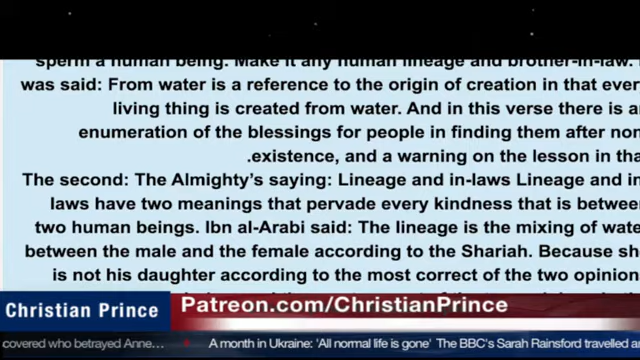 sperm a human being. Make it any human lineage and brother-in-law.
was said: From water is a reference to the origin of creation in that ever
living thing is created from water. And in this verse there is a
enumeration of the blessings for people in finding them after non
.existence, and a warning on the lesson in tha
The second: The Almighty's saying: Lineage and in-laws Lineage and in
laws have two meanings that pervade every kindness that is betwee
two human beings. Ibn al-Arabi said: The lineage is the mixing of wate
between the male and the female according to the Shariah. Because sh
is not his daughter according to the most correct of the two opinion
Christian Prince
Patreon.com/ChristianPrince
covered who betrayed Anne...
A month in Ukraine: 'All normal life is gone' The BBC's Sarah Rainsford travelled a